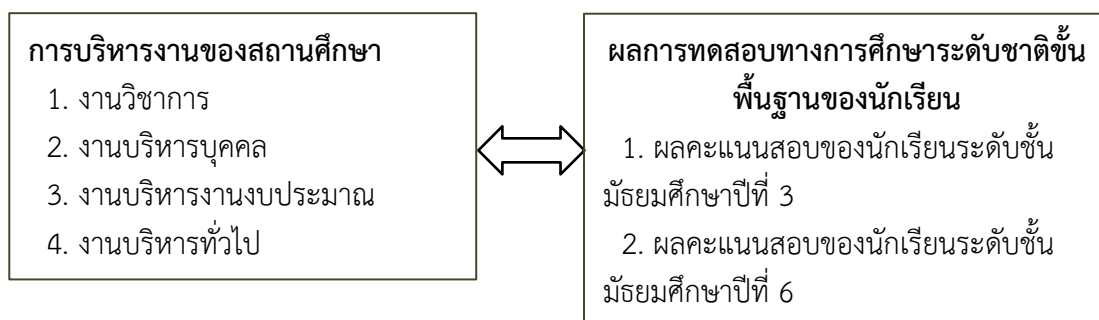 การบริหารงานของสถานศึกษา
1. งานวิชาการ
2. งานบริหารบุคคล
3. งานบริหารงานงบประมาณ
4. งานบริหารทั่วไป
ผลการทดสอบทางการศึกษาระดับชาติขั้น
พื้นฐานของนักเรียน
1. ผลคะแนนสอบของนักเรียนระดับชั้น
มัธยมศึกษาปีที่ 3
2. ผลคะแนนสอบของนักเรียนระดับชั้น
มัธยมศึกษาปีที่ 6